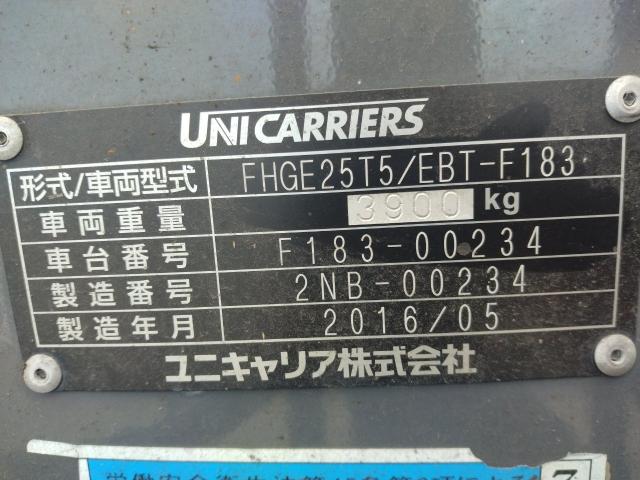 UNICARRIERS
形式/車両型式 FHGE25T5/EBT-F183
車両重量 3900 kg
車台番号 F183-00234
製造番号 2NB-00234
製造年月 2016/05
ユニキャリア株式会社